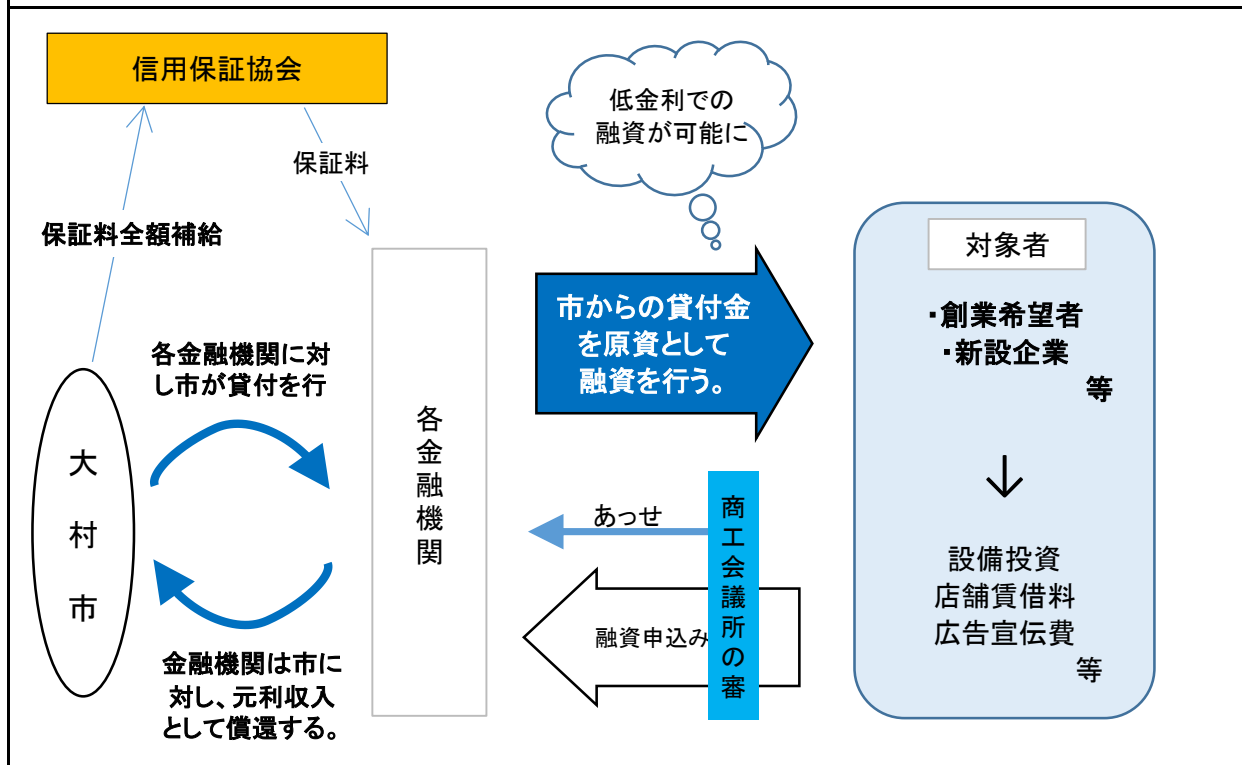 信用保証協会
低金利での
融資が可能に
保証料
保証料全額補給
対象者
・創業希望者
・新設企業
等
市からの貸付金
を原資として
融資を行う。
各金融機関に対
し市が貸付を行
各金融機関
大村市
あっせ
商工会議所の審
融資申込み
設備投資
店舗賃借料
広告宣伝費
等
金融機関は市に
対し、元利収入
として償還する。